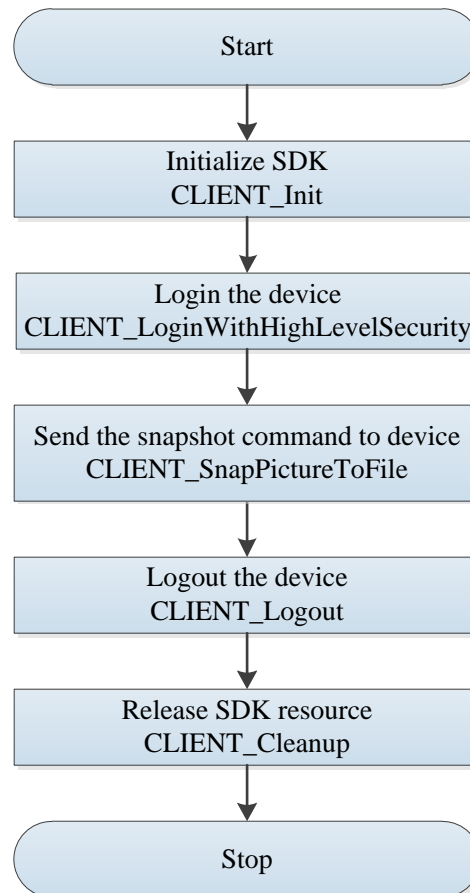 Start
Initialize SDK
CLIENT_Init
Login the device
CLIENT_LoginWithHighLevelSecurity
Send the snapshot command to device
CLIENT_SnapPictureToFile
Logout the device
CLIENT_Logout
Release SDK resource
CLIENT_Cleanup
Stop